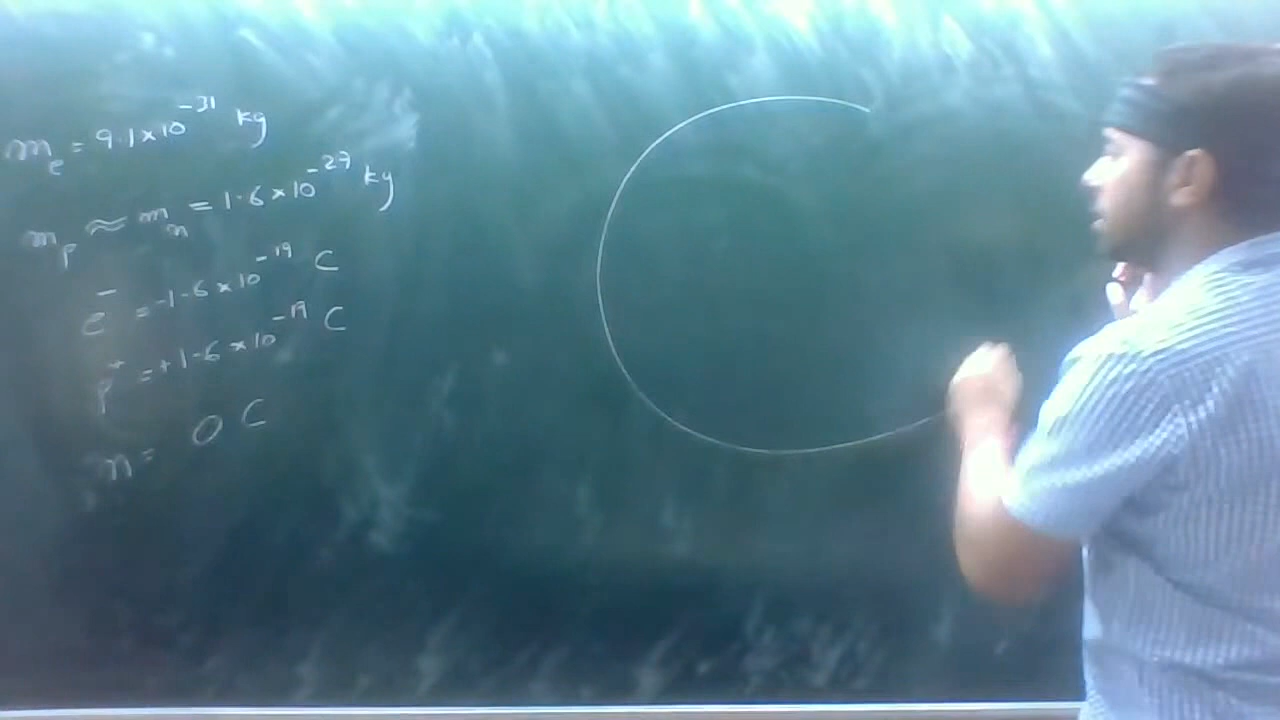 mₑ = 9.1 × 10⁻³¹ kg
mₚ ≈ mₙ = 1.6 × 10⁻²⁷ kg
e⁻ = -1.6 × 10⁻¹⁹ C
p⁺ = +1.6 × 10⁻¹⁹ C
n = 0 C